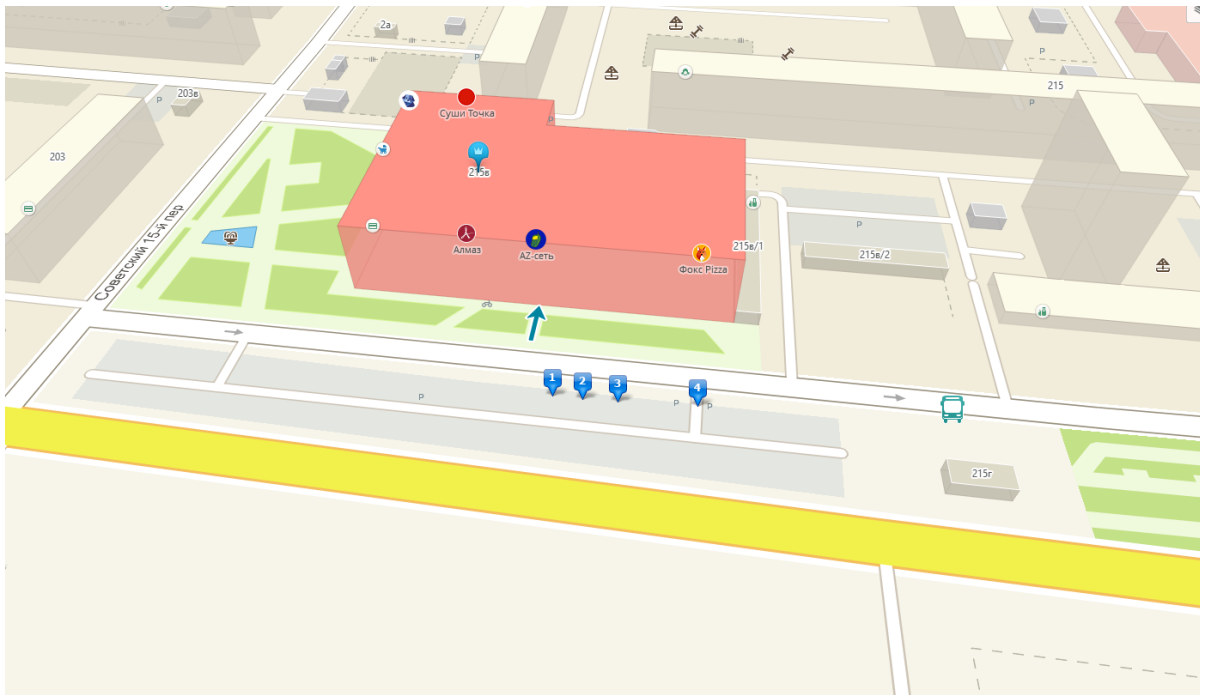 2а
P
203в
P
P
P
215
P
203
Суши Точка
P
215в
Советский 15-й пер
Алмаз
AZ-сеть
Фокс Pizza
215в/1
P
215в/2
1
2
3
4
P
P
P
215г